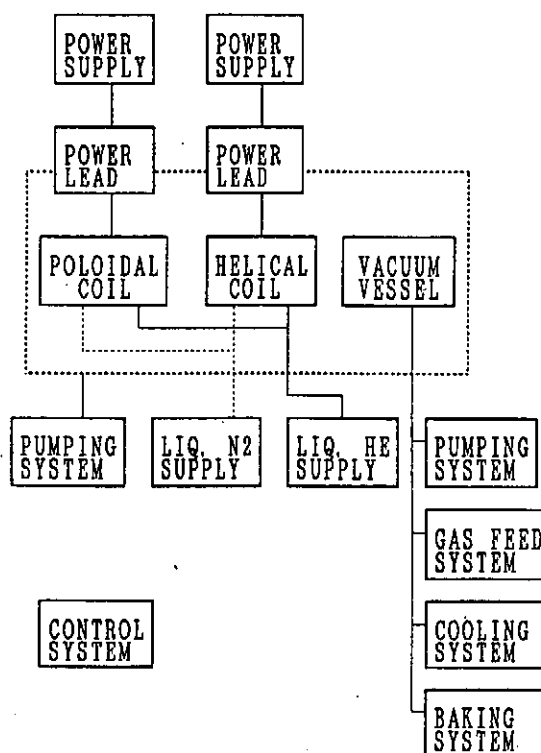 POWER
SUPPLY
POWER
SUPPLY
POWER
LEAD
POWER
LEAD
POLOIDAL
COIL
HELICAL
COIL
VACUUM
VESSEL
PUMPING
SYSTEM
LIQ. N2
SUPPLY
LIQ. HE
SUPPLY
PUMPING
SYSTEM
GAS FEED
SYSTEM
CONTROL
SYSTEM
COOLING
SYSTEM
BAKING
SYSTEM